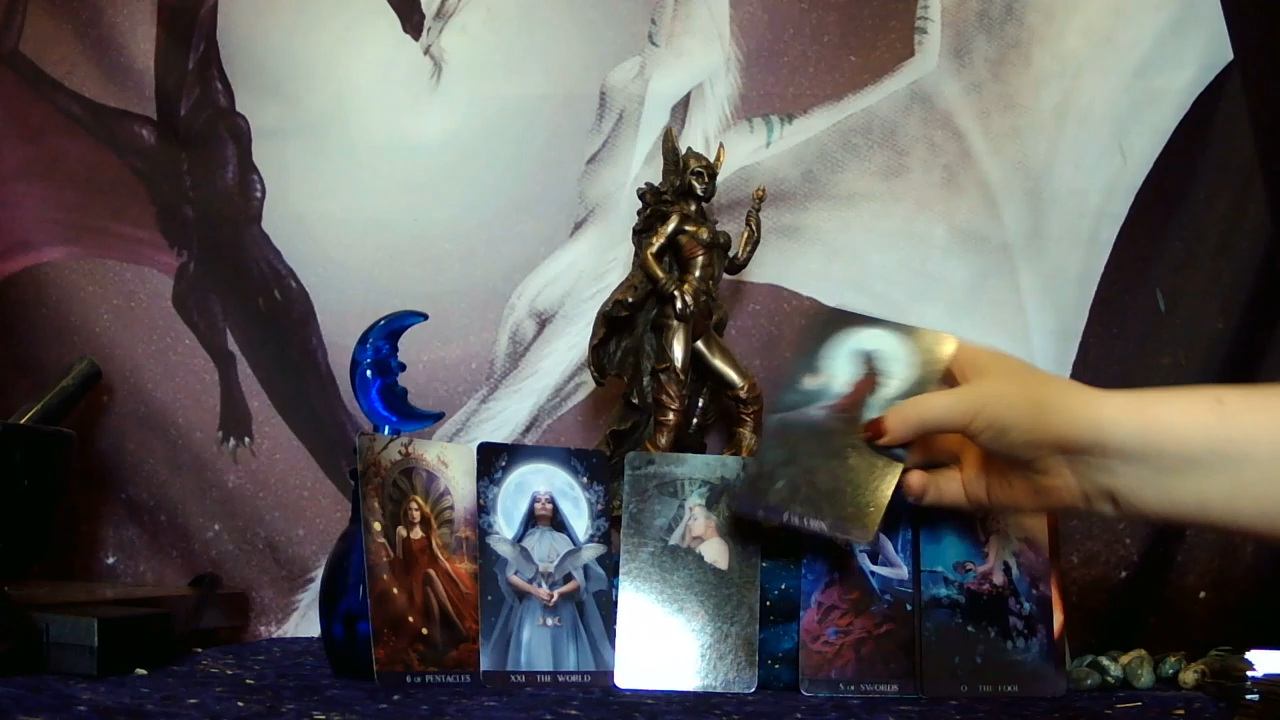 6 OF PENTACLES
XXI THE WORLD
5 OF SWORDS
0 THE FOOL